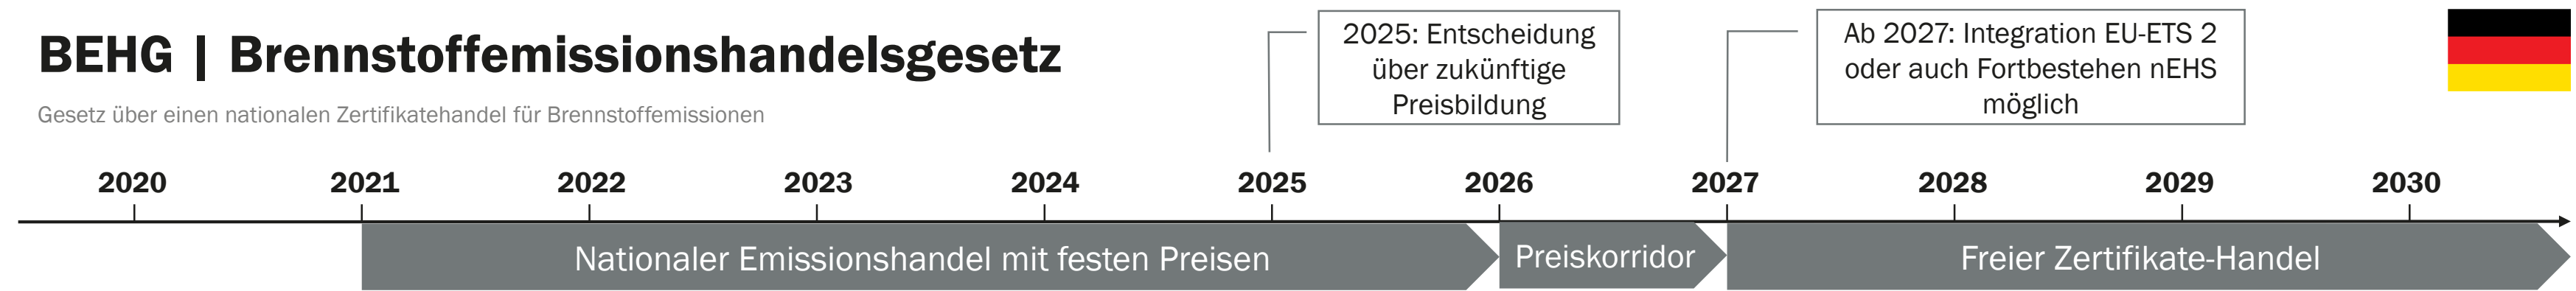 BEHG | Brennstoffemissionshandelsgesetz
Gesetz über einen nationalen Zertifikatehandel für Brennstoffemissionen
2025: Entscheidung
über zukünftige
Preisbildung
Ab 2027: Integration EU-ETS 2
oder auch Fortbestehen nEHS
möglich
2020 2021 2022 2023 2024 2025 2026 2027 2028 2029 2030
Nationaler Emissionshandel mit festen Preisen
Preiskorridor
Freier Zertifikate-Handel